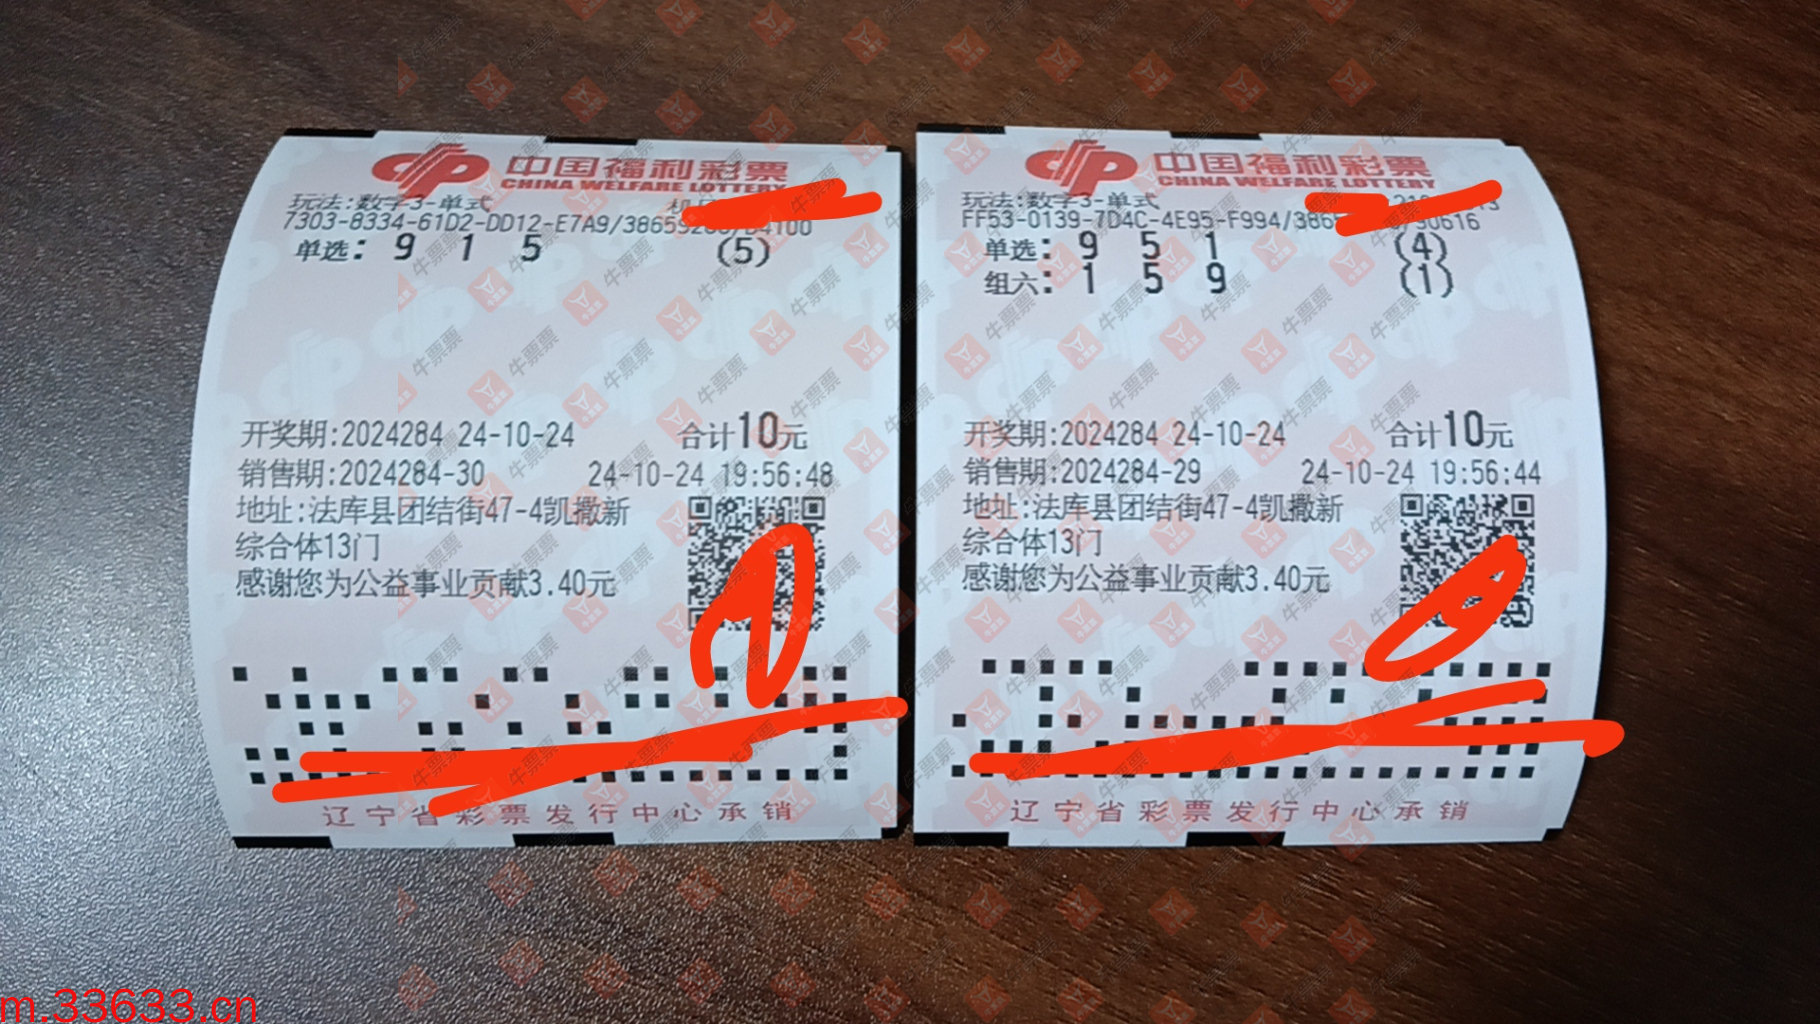 中国福利彩票
CHINA WELFARE LOTTERY
玩法:数字3-单式
7303-8334-61D2-DD12-E7A9/38659
单选: 9 1 5 (5)
开奖期:2024284 24-10-24 合计10元
销售期:2024284-30 24-10-24 19:56:48
地址:法库县团结街47-4凯撒新
综合体13门
感谢您为公益事业贡献3.40元
辽宁省彩票发行中心承销
中国福利彩票
CHINA WELFARE LOTTERY
玩法:数字3-单式
FF53-0139-7D4C-4E95-F994/386
单选: 9 5 1 (4)
组六: 1 5 9 (1)
开奖期:2024284 24-10-24 合计10元
销售期:2024284-29 24-10-24 19:56:44
地址:法库县团结街47-4凯撒新
综合体13门
感谢您为公益事业贡献3.40元
辽宁省彩票发行中心承销
牛票票
m.33633.cn